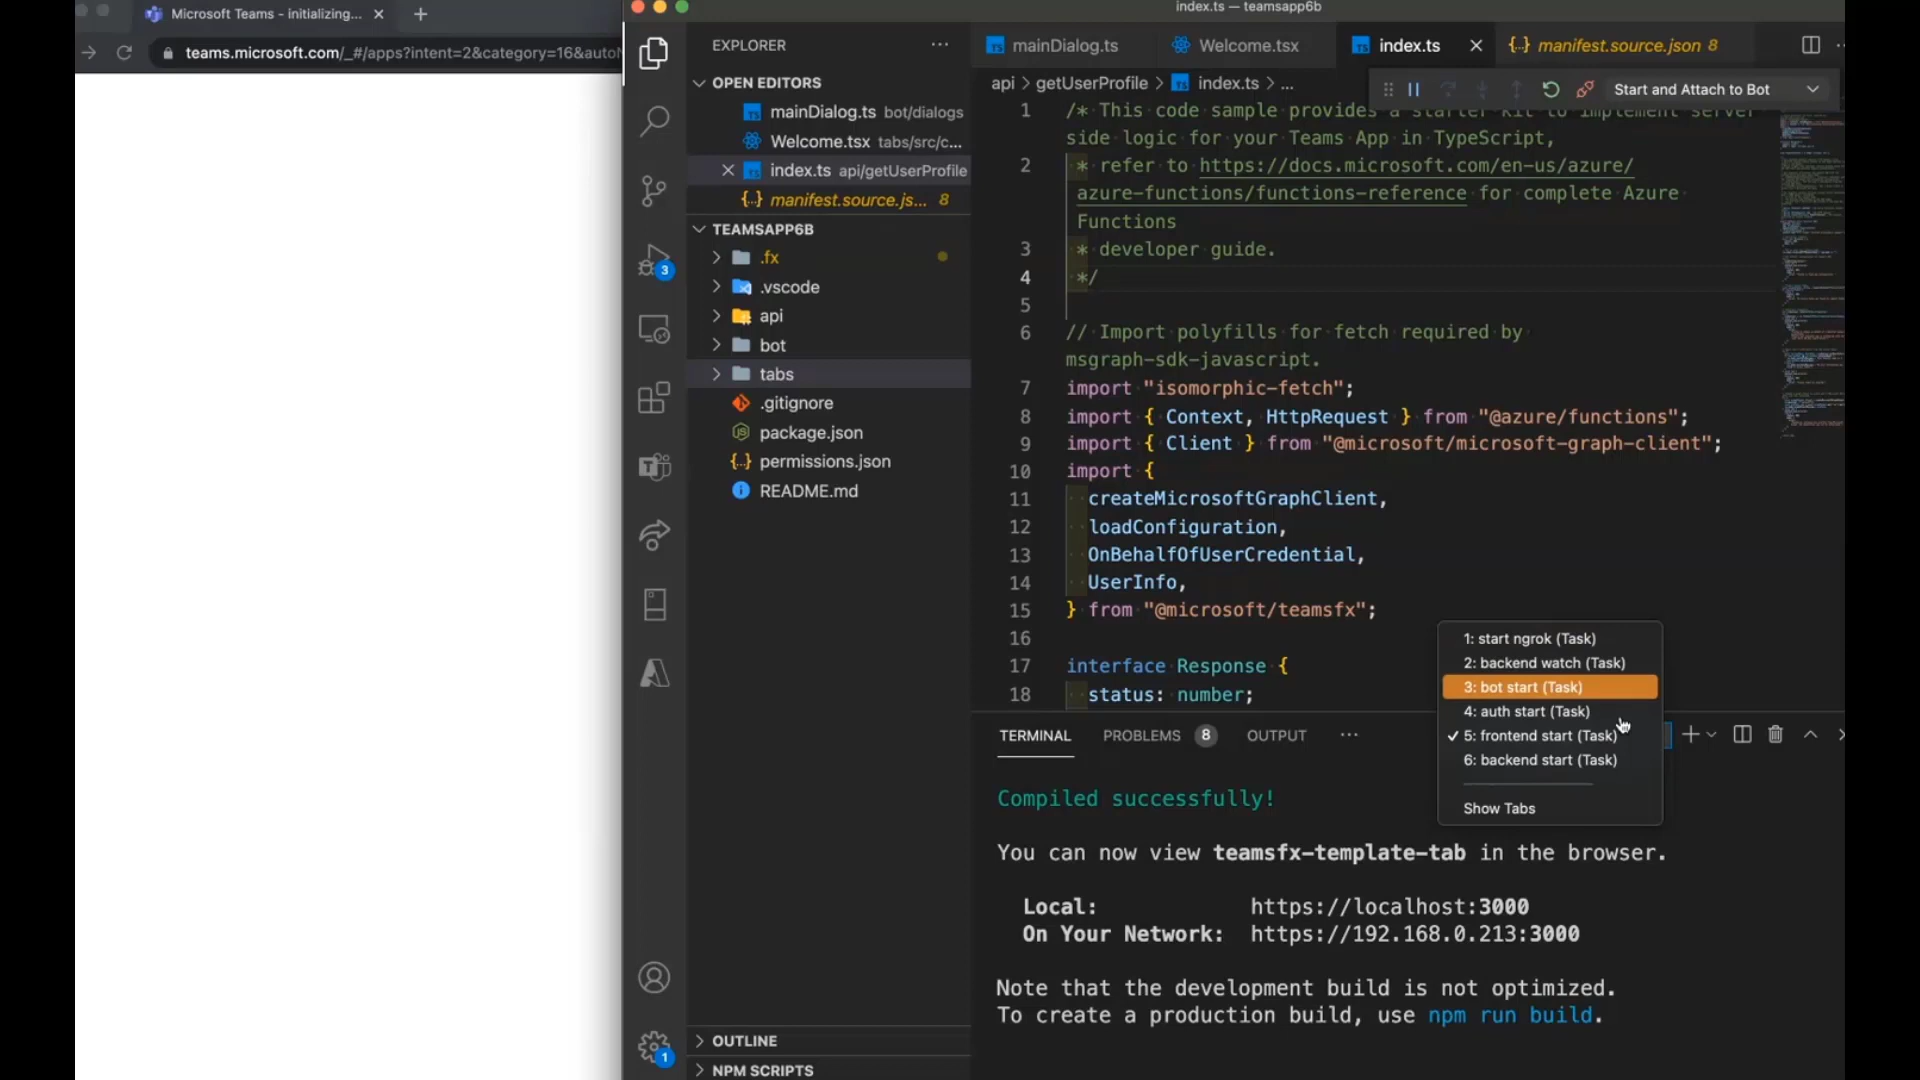 Microsoft Teams - initializing...
teams.microsoft.com/_#/apps?intent=2&category=16&auto
index.ts — teamsapp6b
EXPLORER
OPEN EDITORS
mainDialog.ts bot/dialogs
Welcome.tsx tabs/src/c...
index.ts api/getUserProfile
manifest.source.js... 8
TEAMSAPP6B
.fx
.vscode
api
bot
tabs
.gitignore
package.json
permissions.json
README.md
OUTLINE
NPM SCRIPTS
3
1
mainDialog.ts
Welcome.tsx
index.ts
manifest.source.json 8
api > getUserProfile > index.ts > ...
Start and Attach to Bot
1 /* This code sample provides a starter kit to implement server
side logic for your Teams App in TypeScript,
2 * refer to https://docs.microsoft.com/en-us/azure/
azure-functions/functions-reference for complete Azure
Functions
3 * developer guide.
4 */
5
6 // Import polyfills for fetch required by
msgraph-sdk-javascript.
7 import "isomorphic-fetch";
8 import { Context, HttpRequest } from "@azure/functions";
9 import { Client } from "@microsoft/microsoft-graph-client";
10 import {
11 createMicrosoftGraphClient,
12 loadConfiguration,
13 OnBehalfOfUserCredential,
14 UserInfo,
15 } from "@microsoft/teamsfx";
16
17 interface Response {
18 status: number;
1: start ngrok (Task)
2: backend watch (Task)
3: bot start (Task)
4: auth start (Task)
5: frontend start (Task)
6: backend start (Task)
Show Tabs
TERMINAL
PROBLEMS 8
OUTPUT
Compiled successfully!
You can now view teamsfx-template-tab in the browser.
Local: https://localhost:3000
On Your Network: https://192.168.0.213:3000
Note that the development build is not optimized.
To create a production build, use npm run build.